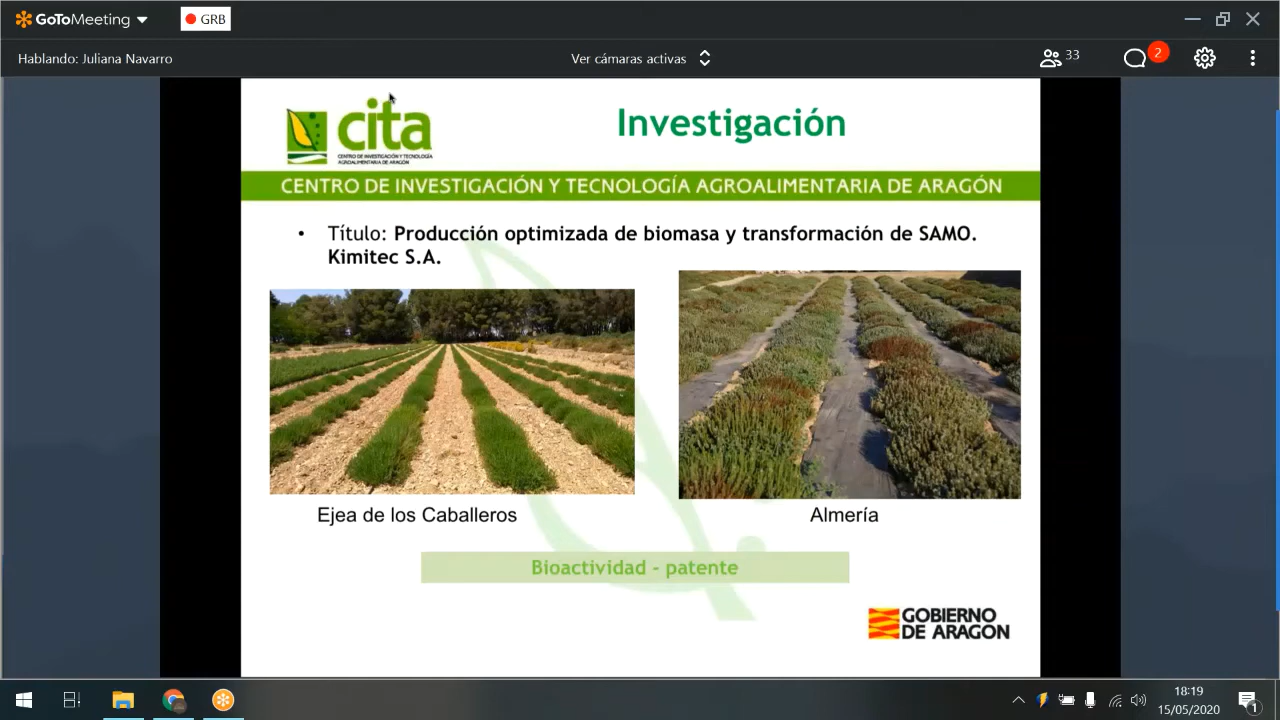 GoToMeeting
GRB
Hablando: Juliana Navarro
Ver cámaras activas
33
2
cita
CENTRO DE INVESTIGACIÓN Y TECNOLOGÍA
AGROALIMENTARIA DE ARAGÓN
Investigación
CENTRO DE INVESTIGACIÓN Y TECNOLOGÍA AGROALIMENTARIA DE ARAGÓN
• Título: Producción optimizada de biomasa y transformación de SAMO.
Kimitec S.A.
Ejea de los Caballeros
Almería
Bioactividad - patente
GOBIERNO
DE ARAGON
18:19
15/05/2020
1